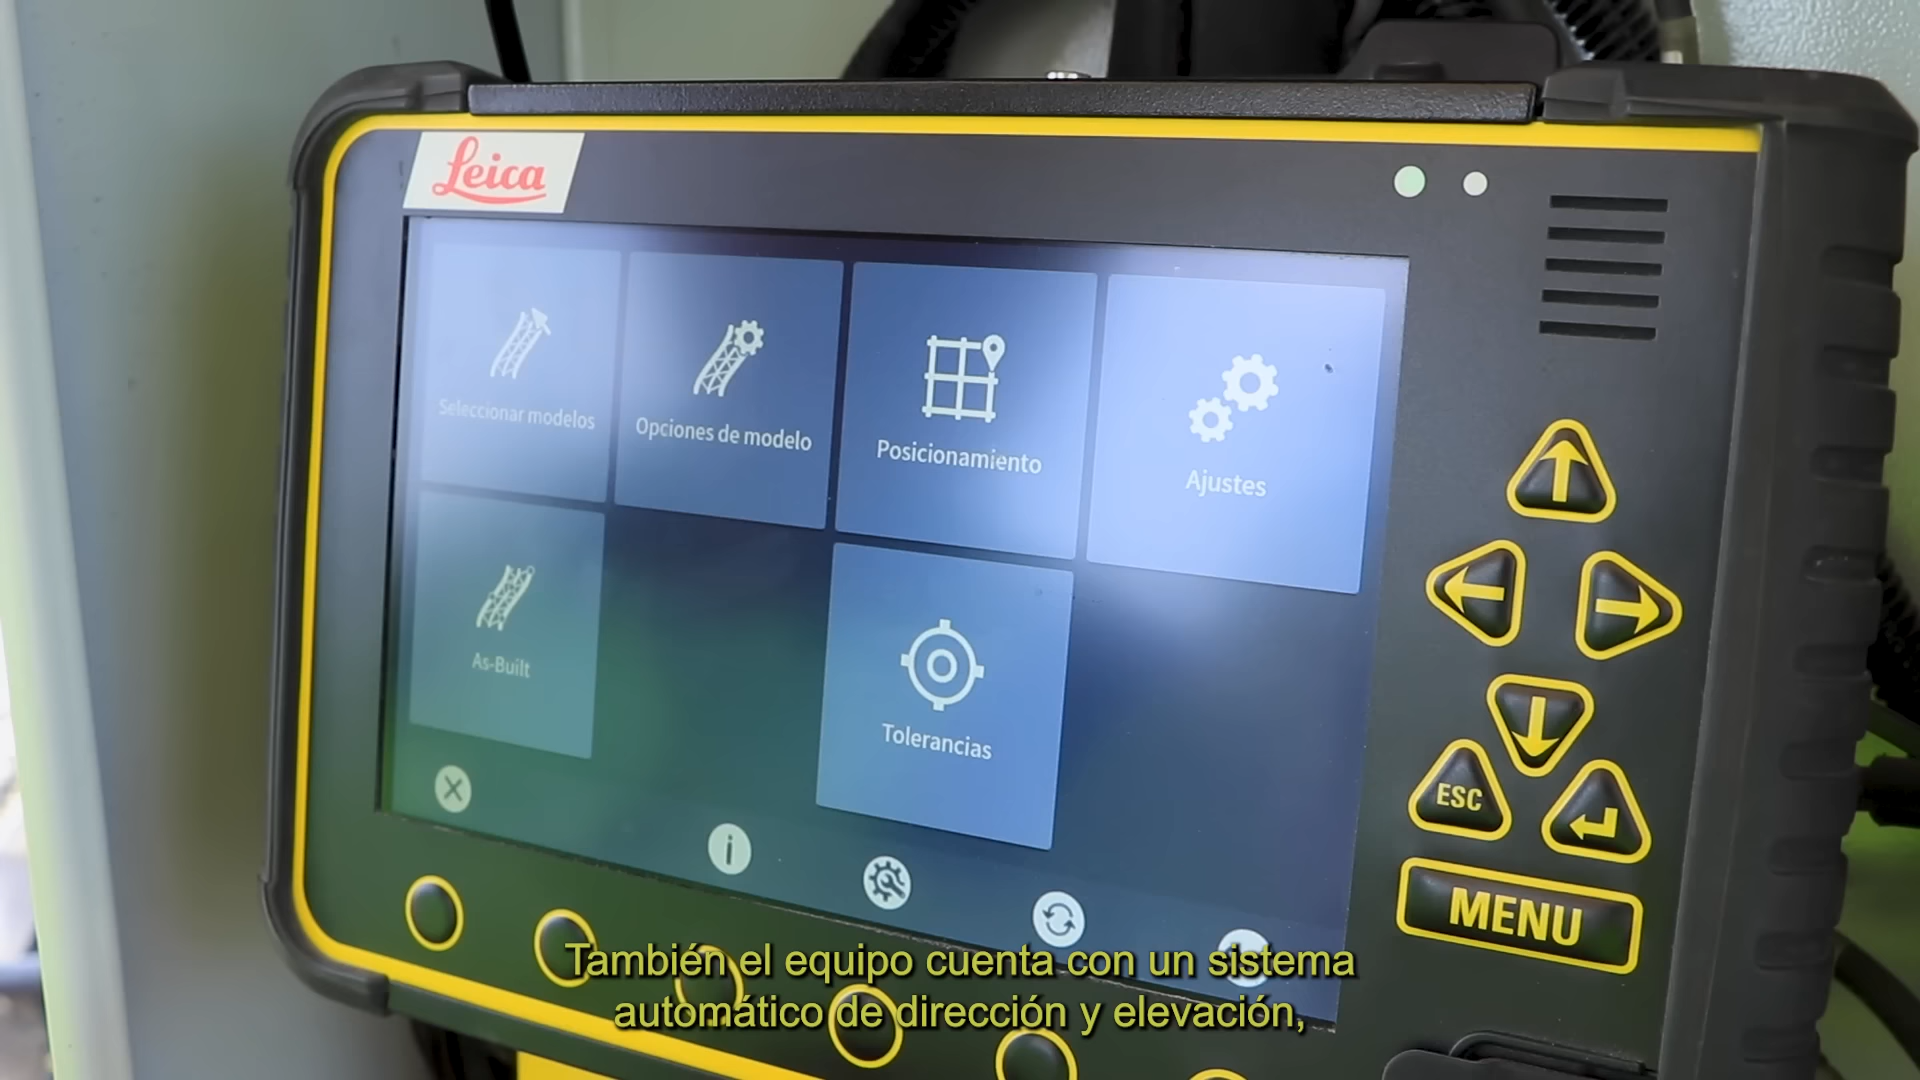 Leica
Seleccionar modelos
Opciones de modelo
Posicionamiento
Ajustes
As-Built
Tolerancias
ESC
MENU
También el equipo cuenta con un sistema
automático de dirección y elevación,